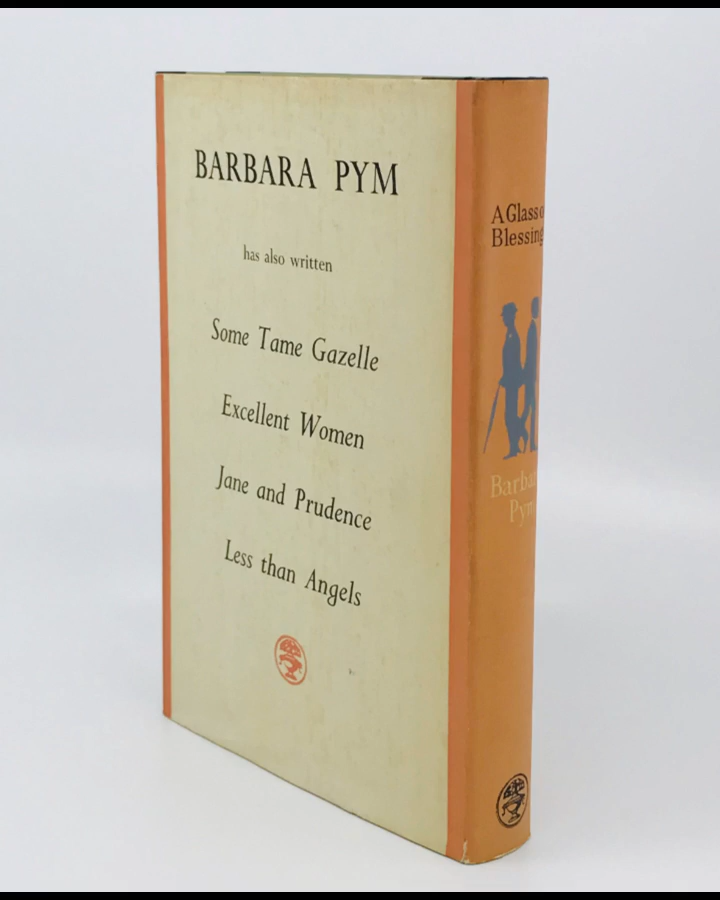 BARBARA PYM
has also written
Some Tame Gazelle
Excellent Women
Jane and Prudence
Less than Angels
A Glass o
Blessing
Barba
Pym